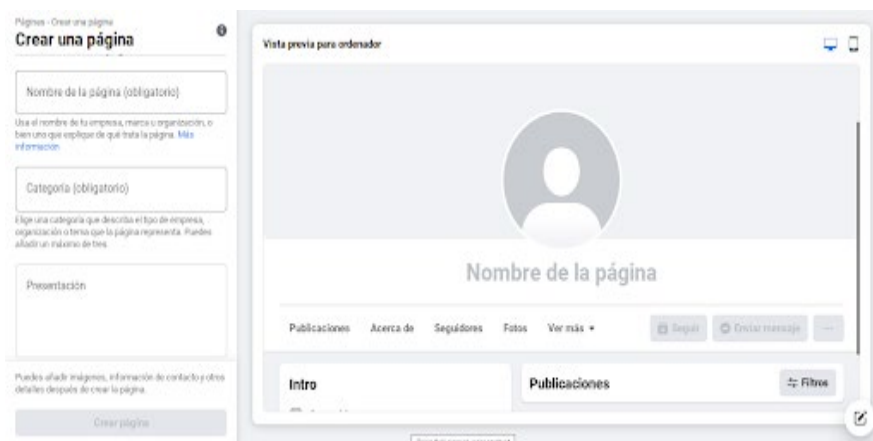 Páginas · Crear una página
Crear una página
Nombre de la página (obligatorio)
Usa el nombre de tu empresa, marca u organización, o
bien uno que explique de qué trata la página. Más
información
Categoría (obligatorio)
Elige una categoría que describa el tipo de empresa,
organización o tema que la página representa. Puedes
añadir un máximo de tres.
Presentación
Puedes añadir imágenes, información de contacto y otros
detalles después de crear la página.
Crear página
Vista previa para ordenador
Nombre de la página
Publicaciones Acerca de Seguidores Fotos Ver más Seguir Enviar mensaje
Intro
Publicaciones
Filtros